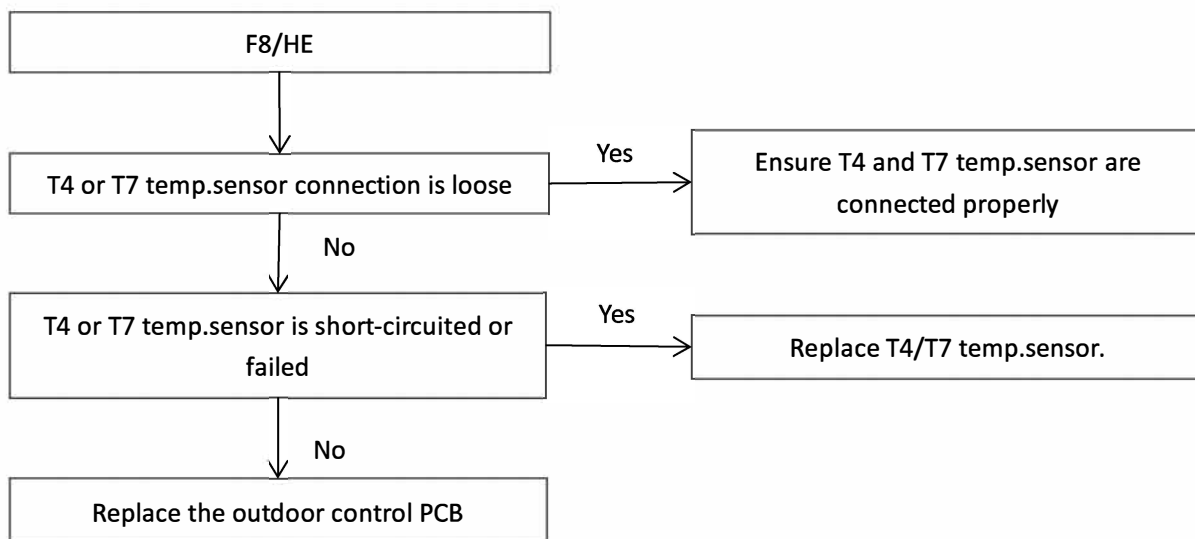 F8/HE
T4 or T7 temp.sensor connection is loose
Yes
Ensure T4 and T7 temp.sensor are
connected properly
No
T4 or T7 temp.sensor is short-circuited or
failed
Yes
Replace T4/T7 temp.sensor.
No
Replace the outdoor control PCB